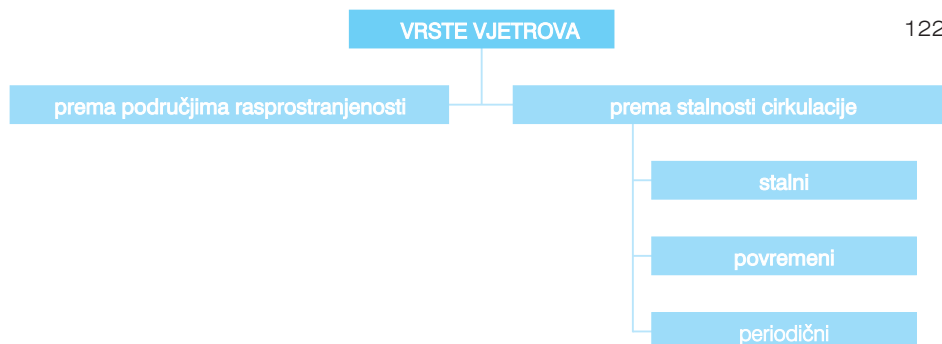 VRSTE VJETROVA
122
prema područjima rasprostranjenosti
prema stalnosti cirkulacije
stalni
povremeni
periodični